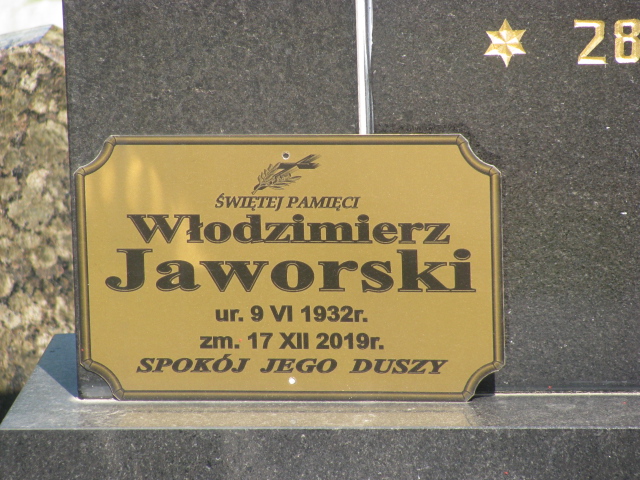 28
ŚWIĘTEJ PAMIĘCI
Włodzimierz
Jaworski
ur. 9 VI 1932r.
zm. 17 XII 2019r.
SPOKÓJ JEGO DUSZY